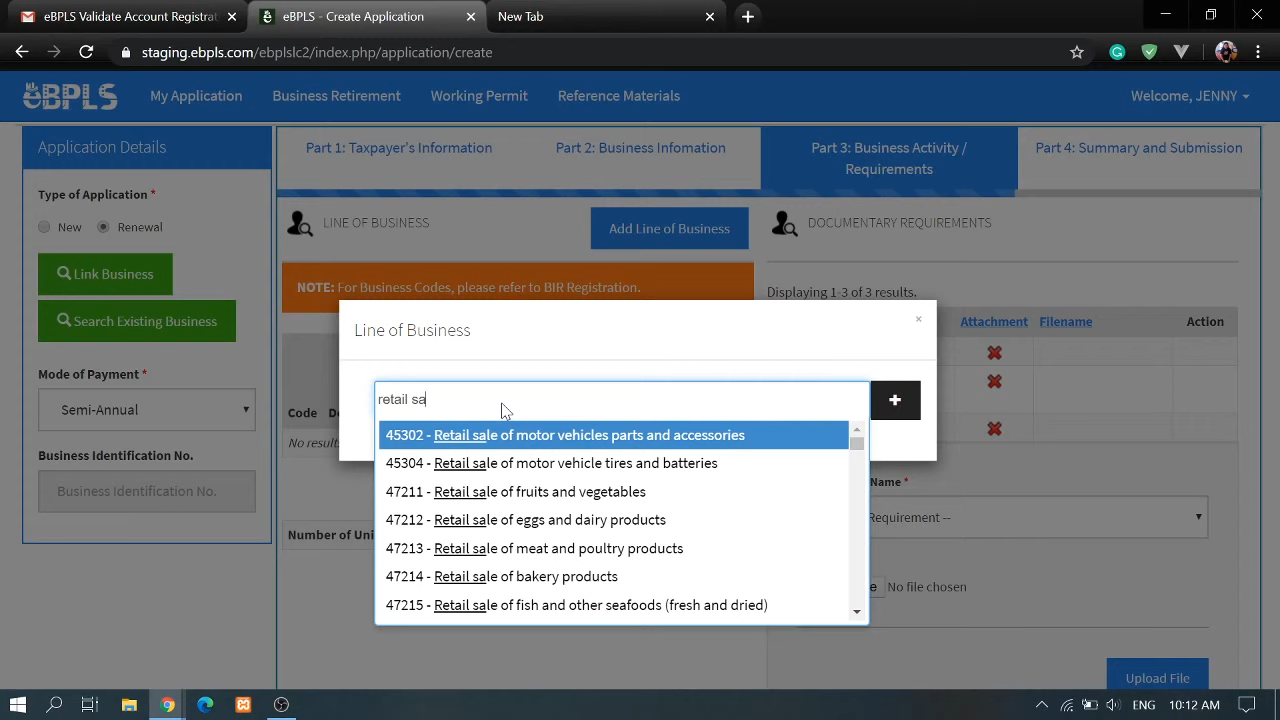 eBPLS Validate Account Registrat
eBPLS - Create Application
New Tab
staging.ebpls.com/ebplslc2/index.php/application/create
eBPLS
My Application
Business Retirement
Working Permit
Reference Materials
Welcome, JENNY
Application Details
Type of Application *
New
Renewal
Link Business
Search Existing Business
Mode of Payment *
Semi-Annual
Business Identification No.
Business Identification No.
Part 1: Taxpayer's Information
Part 2: Business Infomation
Part 3: Business Activity /
Requirements
Part 4: Summary and Submission
LINE OF BUSINESS
Add Line of Business
NOTE: For Business Codes, please refer to BIR Registration.
Code
No resul
Number of Uni
Line of Business
×
retail sa
45302 - Retail sale of motor vehicles parts and accessories
45304 - Retail sale of motor vehicle tires and batteries
47211 - Retail sale of fruits and vegetables
47212 - Retail sale of eggs and dairy products
47213 - Retail sale of meat and poultry products
47214 - Retail sale of bakery products
47215 - Retail sale of fish and other seafoods (fresh and dried)
DOCUMENTARY REQUIREMENTS
Displaying 1-3 of 3 results.
Attachment
Filename
Action
Name *
Requirement --
No file chosen
Upload File
ENG
10:12 AM